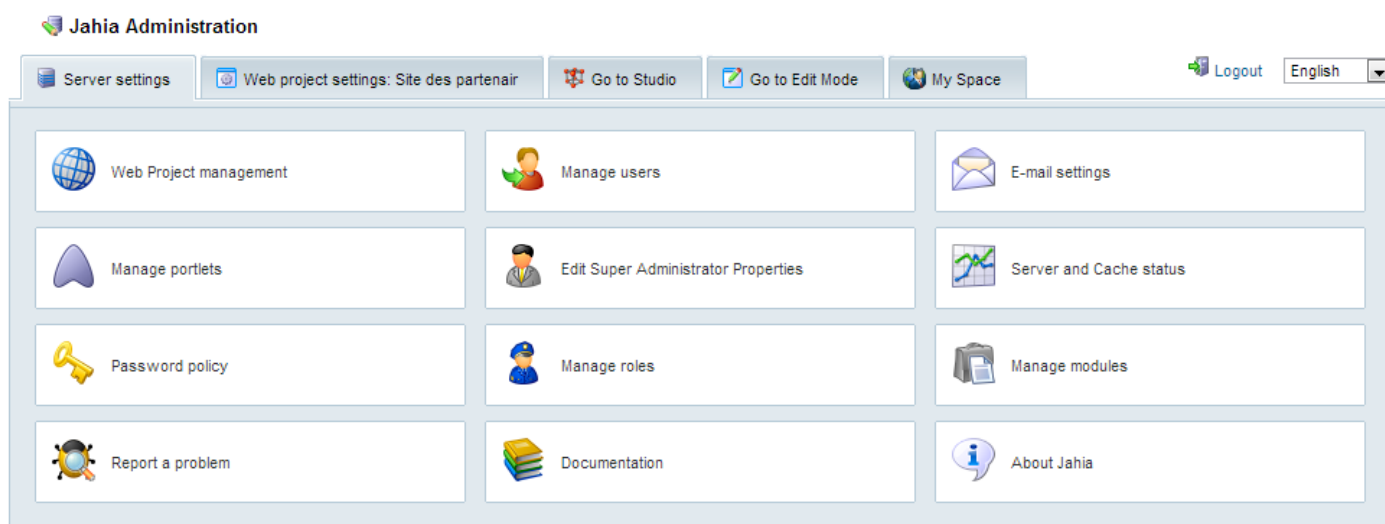 Jahia Administration
Server settings Web project settings: Site des partenair Go to Studio Go to Edit Mode My Space Logout English
Web Project management Manage users E-mail settings
Manage portlets Edit Super Administrator Properties Server and Cache status
Password policy Manage roles Manage modules
Report a problem Documentation About Jahia